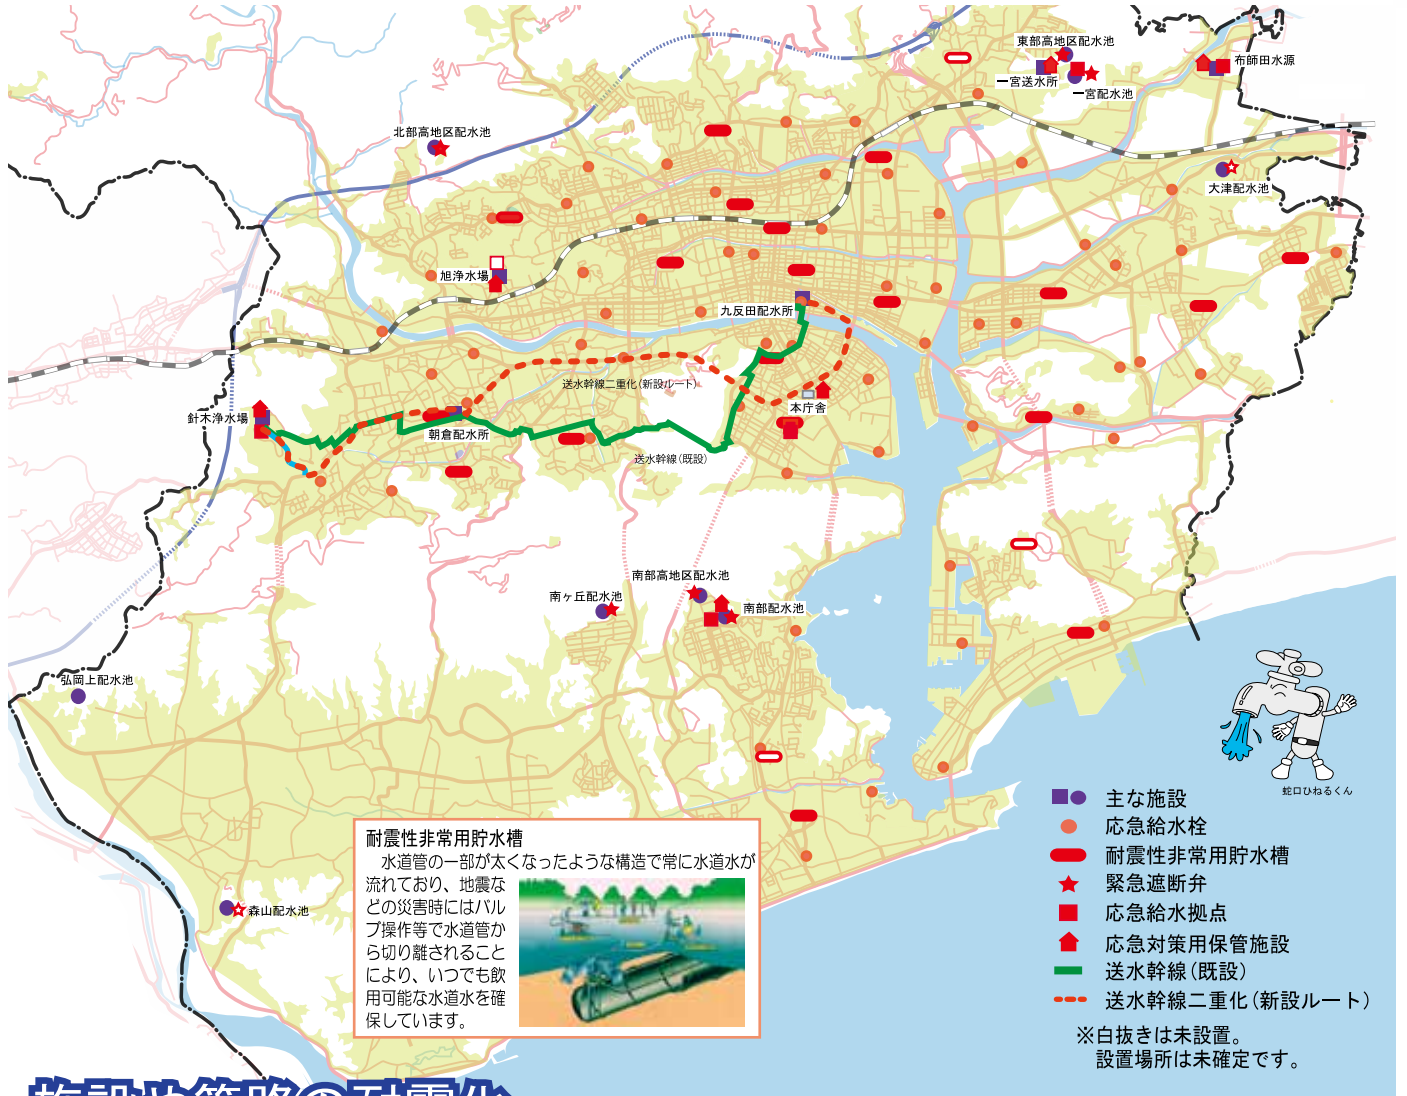 東部高地区配水池
一宮送水所
一宮配水池
布師田水源
北部高地区配水池
大津配水池
旭浄水場
九反田配水所
送水幹線二重化(新設ルート)
本庁舎
針木浄水場
朝倉配水所
送水幹線(既設)
南部高地区配水池
南ヶ丘配水池
南部配水池
弘岡上配水池
森山配水池
蛇口ひねるくん
主な施設
応急給水栓
耐震性非常用貯水槽
緊急遮断弁
応急給水拠点
応急対策用保管施設
送水幹線(既設)
送水幹線二重化(新設ルート)
※白抜きは未設置。
設置場所は未確定です。
耐震性非常用貯水槽
水道管の一部が太くなったような構造で常に水道水が
流れており、地震な
どの災害時にはバル
ブ操作等で水道管か
ら切り離されること
により、いつでも飲
用可能な水道水を確
保しています。